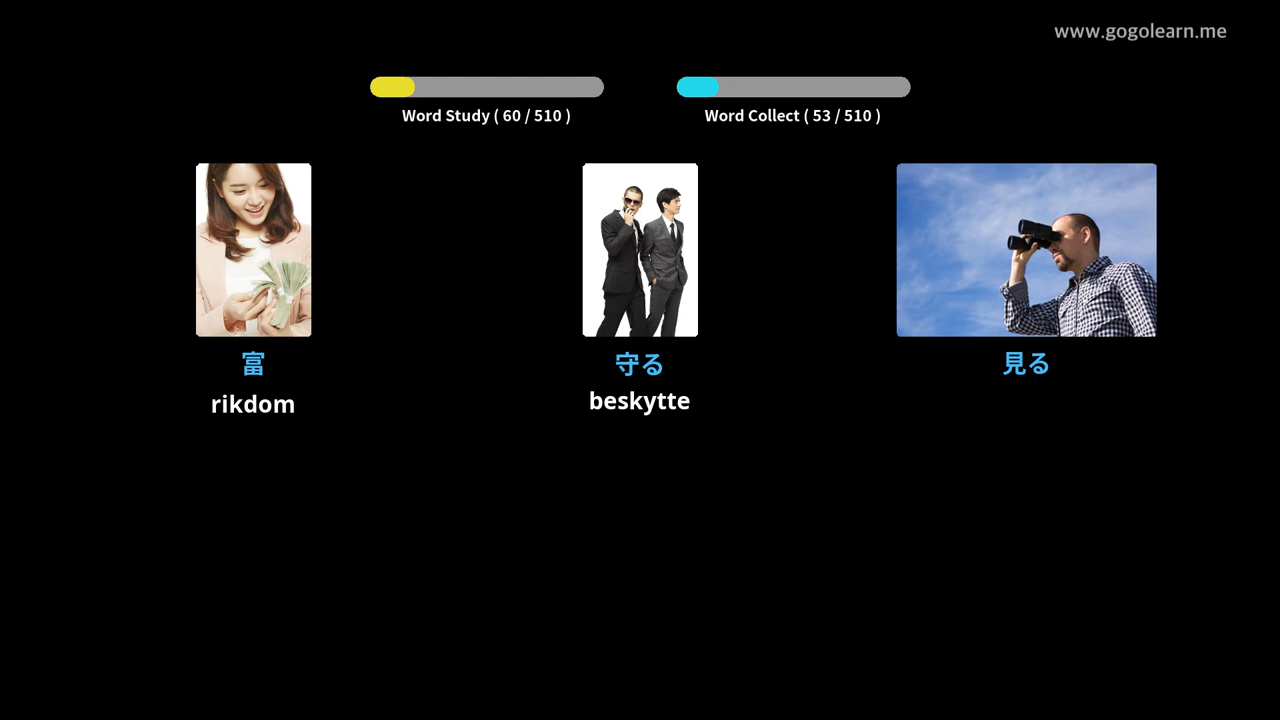 www.gogolearn.me
Word Study ( 60 / 510 )
Word Collect ( 53 / 510 )
富
守る
見る
rikdom
beskytte